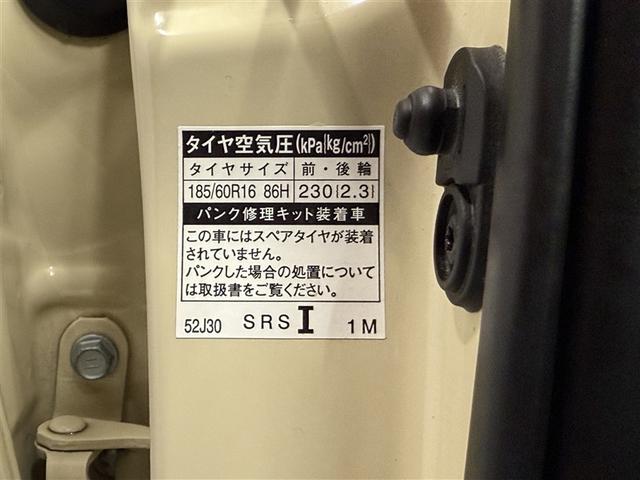 タイヤ空気圧(kPa{kg/cm²})
タイヤサイズ 前・後輪
185/60R16 86H 230{2.3}
パンク修理キット装着車
この車にはスペアタイヤが装着
されていません。
パンクした場合の処置について
は取扱書をご覧ください。
52J30 SRS I 1M